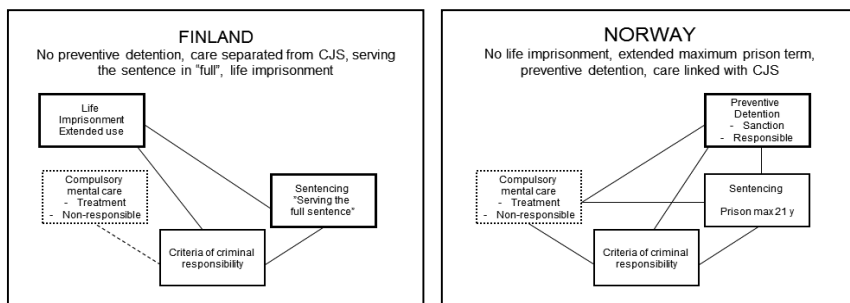 FINLAND
No preventive detention, care separated from CJS, serving
the sentence in "full", life imprisonment
Life
Imprisonment
Extended use
Compulsory
mental care
- Treatment
- Non-responsible
Sentencing
"Serving the
full sentence"
Criteria of criminal
responsibility
NORWAY
No life imprisonment, extended maximum prison term,
preventive detention, care linked with CJS
Preventive
Detention
- Sanction
- Responsible
Compulsory
mental care
- Treatment
- Non-responsible
Sentencing
Prison max 21 y
Criteria of criminal
responsibility